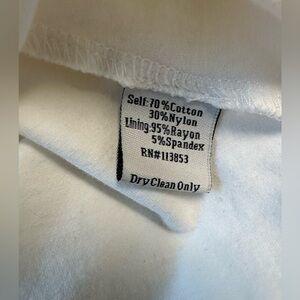 Self:70%Cotton
30%Nylon
Lining:95%Rayon
5%Spandex
RN#113853
Dry Clean Only